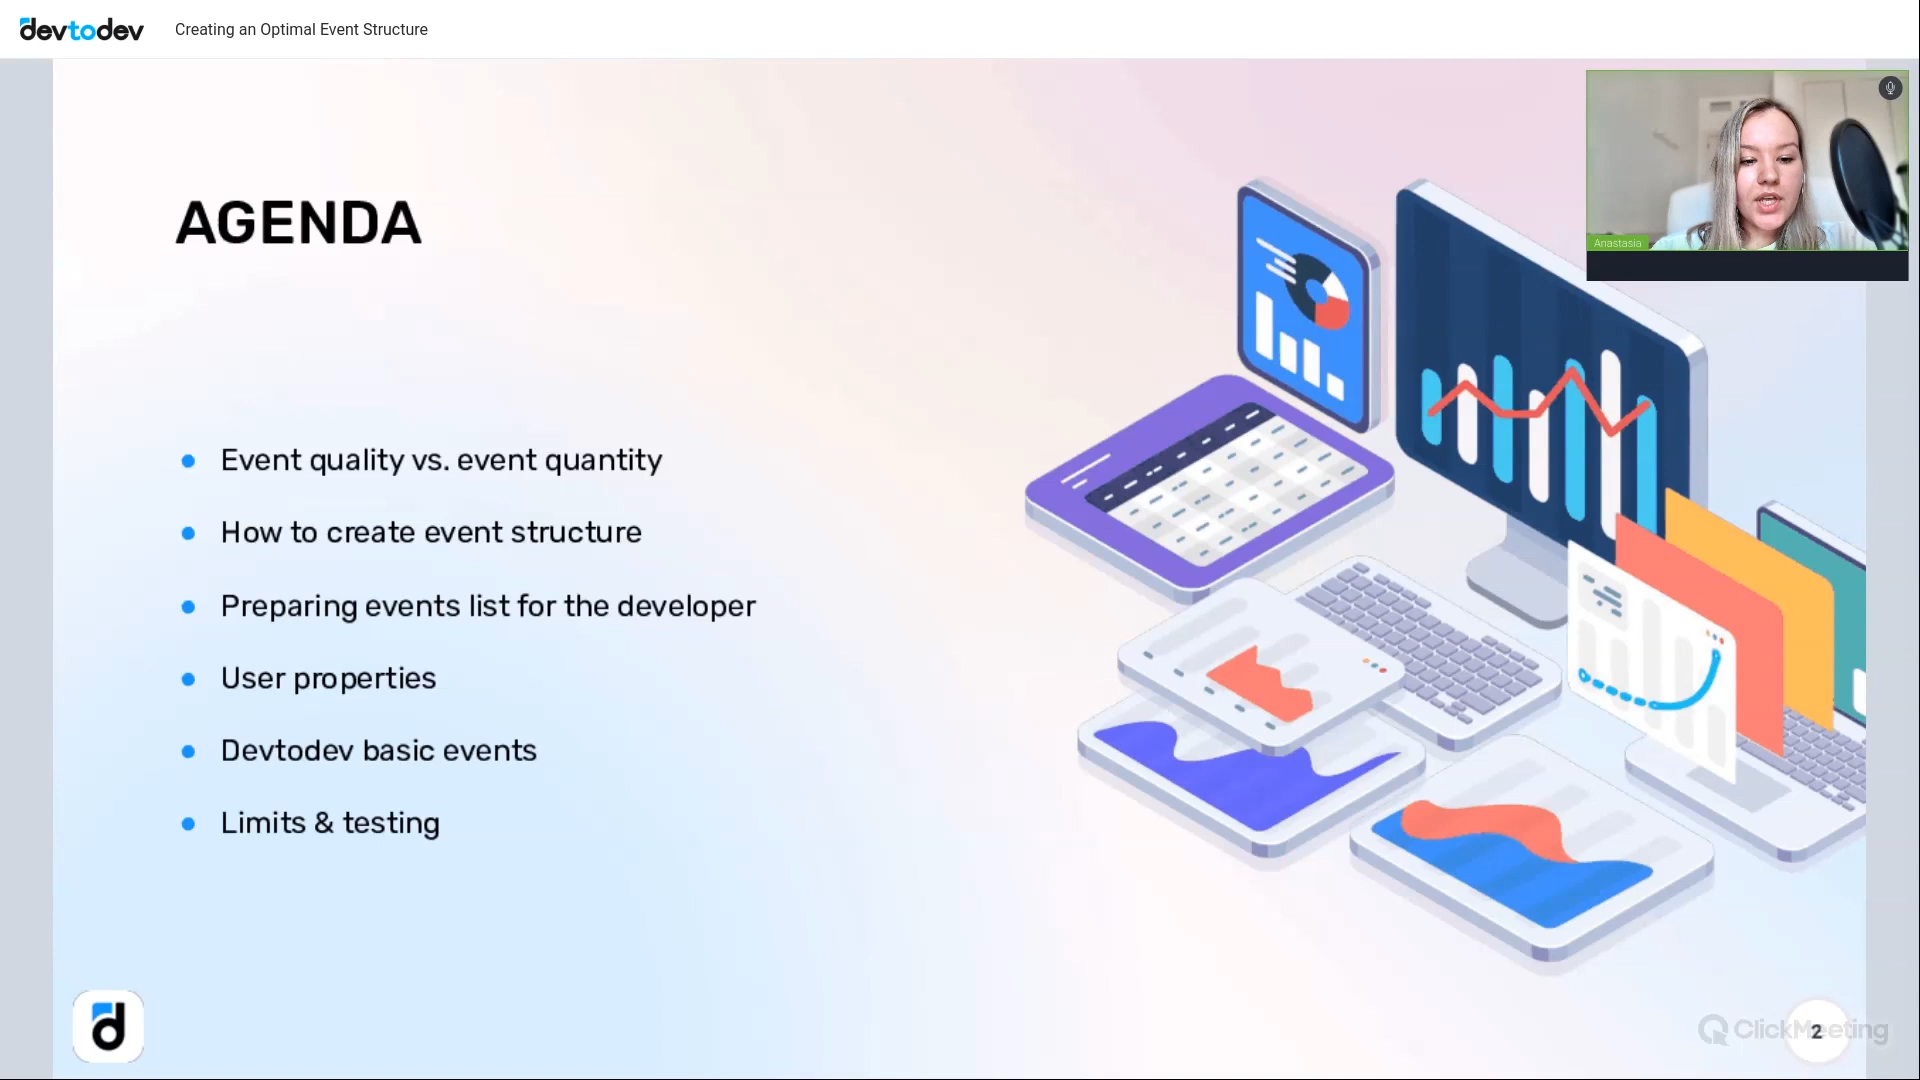 devtodev
Creating an Optimal Event Structure
Anastasia
AGENDA
Event quality vs. event quantity
How to create event structure
Preparing events list for the developer
User properties
Devtodev basic events
Limits & testing
d
ClickMeeting
2